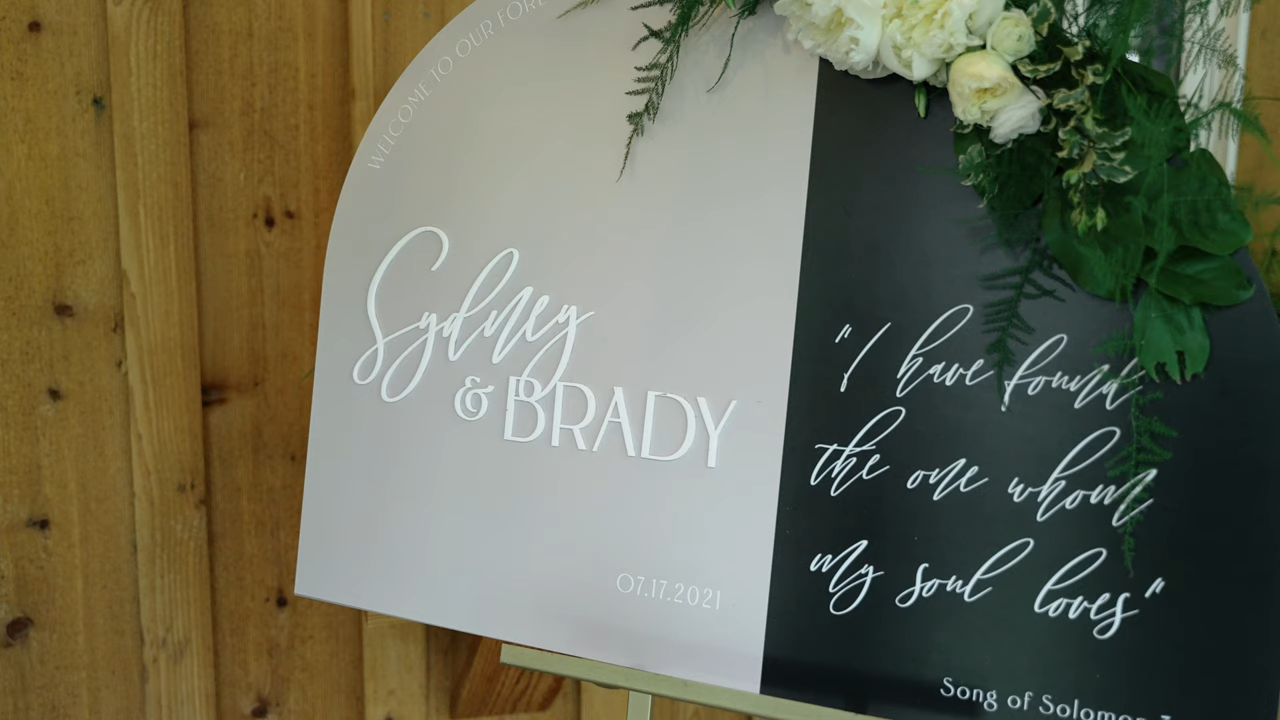 WELCOME TO OUR
Sydney
& BRADY
07.17.2021
"I have found
the one whom
my soul loves"
Song of Solomon